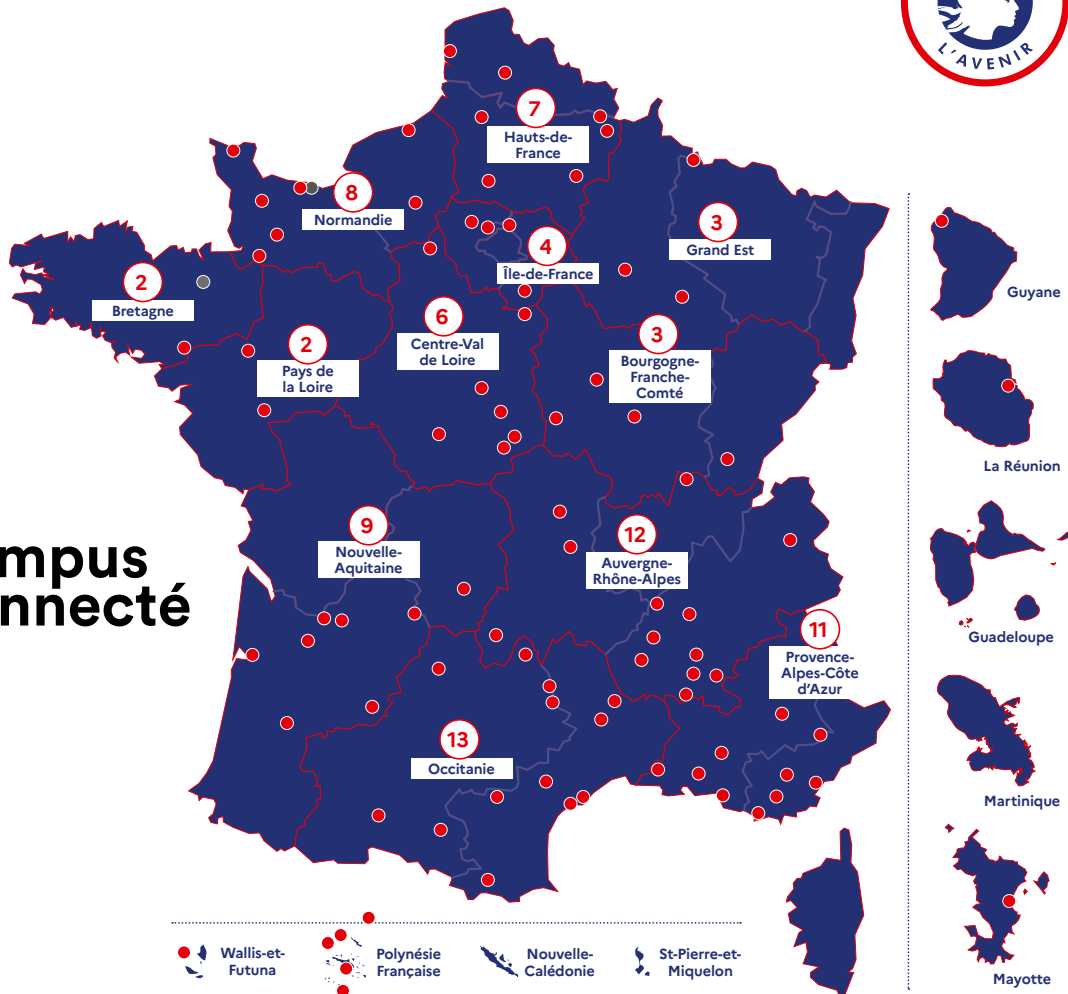 L'AVENIR
7
Hauts-de-
France
8
Normandie
3
Grand Est
4
Île-de-France
2
Bretagne
6
Centre-Val
de Loire
2
Pays de
la Loire
3
Bourgogne-
Franche-
Comté
9
Nouvelle-
Aquitaine
12
Auvergne-
Rhône-Alpes
11
Provence-
Alpes-Côte
d'Azur
13
Occitanie
mpus
nnecté
Guyane
La Réunion
Guadeloupe
Martinique
Mayotte
Wallis-et-
Futuna
Polynésie
Française
Nouvelle-
Calédonie
St-Pierre-et-
Miquelon